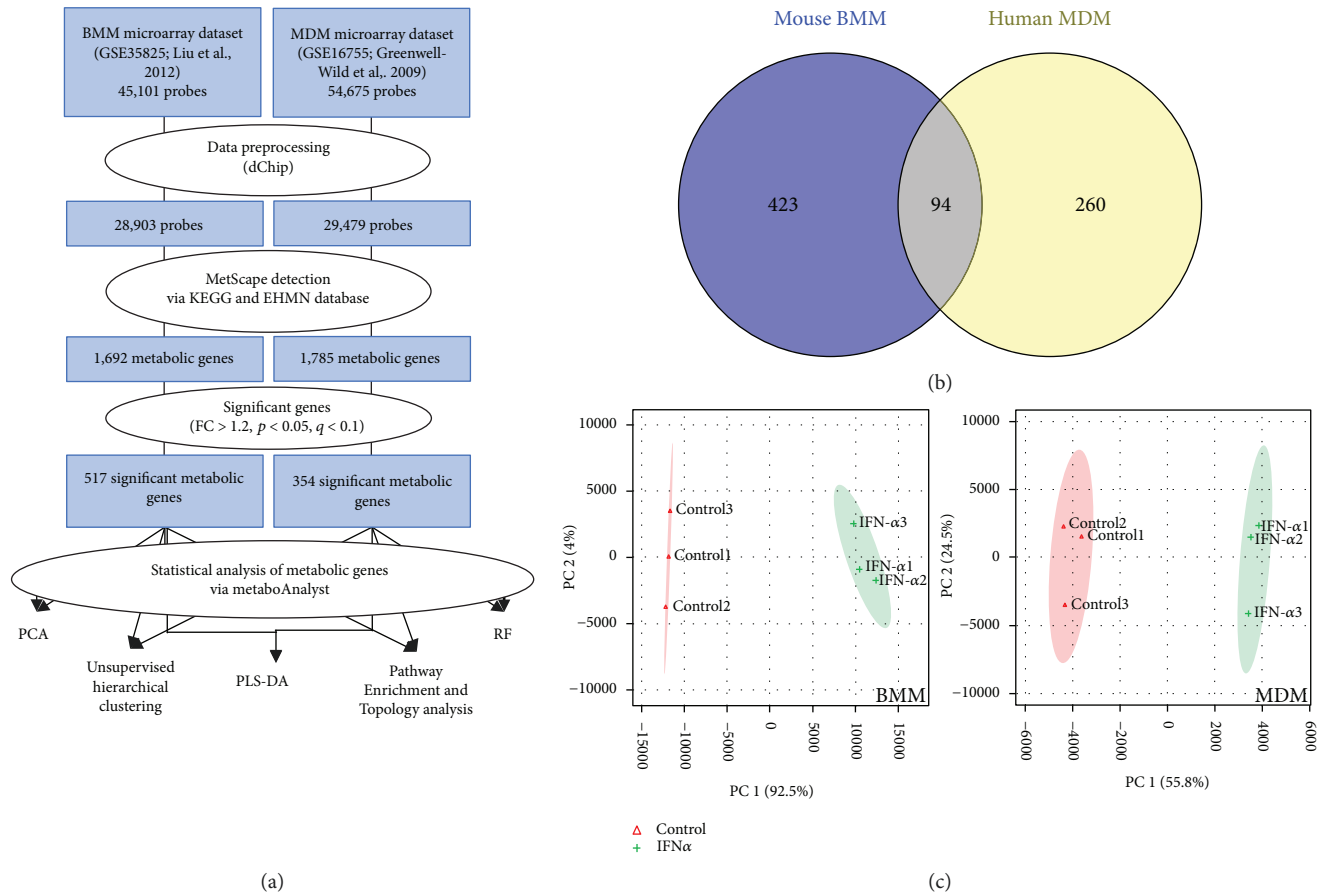 BMM microarray dataset
(GSE35825; Liu et al.,
2012)
45,101 probes
MDM microarray dataset
(GSE16755; Greenwell-
Wild et al,. 2009)
54,675 probes
Data preprocessing
(dChip)
28,903 probes
29,479 probes
MetScape detection
via KEGG and EHMN database
1,692 metabolic genes
1,785 metabolic genes
Significant genes
(FC > 1.2, p < 0.05, q < 0.1)
517 significant metabolic
genes
354 significant metabolic
genes
Statistical analysis of metabolic genes
via metaboAnalyst
PCA
Unsupervised
hierarchical
clustering
PLS-DA
Pathway
Enrichment and
Topology analysis
RF
(a)
Mouse BMM
Human MDM
423
94
260
(b)
10000
5000
0
−5000
−10000
PC 2 (4%)
Control3
Control1
Control2
IFN-α3
IFN-α1
IFN-α2
BMM
−15000
−10000
−5000
0
5000
10000
15000
PC 1 (92.5%)
10000
5000
0
−5000
−10000
PC 2 (24.5%)
Control2
Control1
Control3
IFN-α1
IFN-α2
IFN-α3
MDM
−6000
−4000
−2000
0
2000
4000
6000
PC 1 (55.8%)
Control
IFNα
(c)